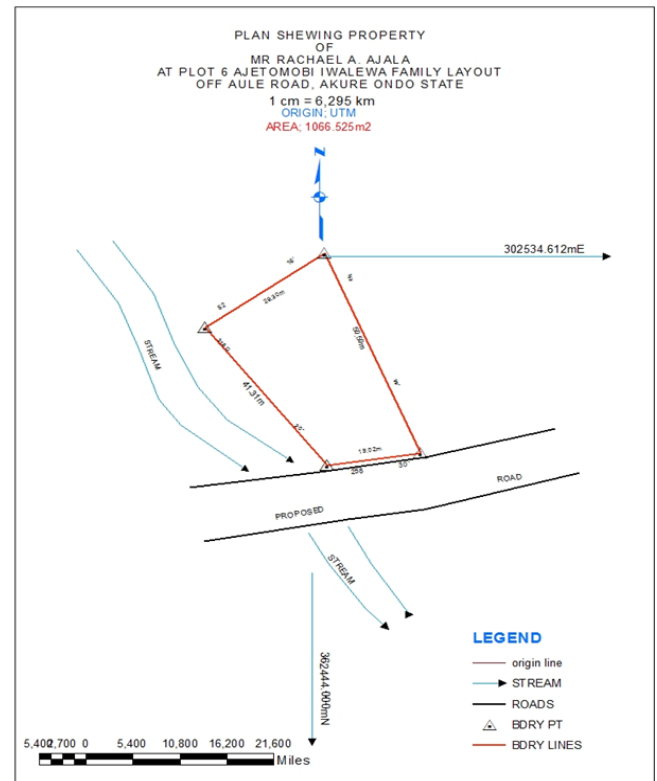 PLAN SHEWING PROPERTY
OF
MR RACHAEL A. AJALA
AT PLOT 6 AJETOMOBI IWALEWA FAMILY LAYOUT
OFF AULE ROAD, AKURE ONDO STATE
1 cm = 6,295 km
ORIGIN; UTM
AREA; 1066.525m2
Z
302534.612mE
STREAM
41.31m
18.02m
256
30'
ROAD
PROPOSED
STREAM
362444.000mN
LEGEND
origin line
STREAM
ROADS
BDRY PT
BDRY LINES
5,400 2,700 0 5,400 10,800 16,200 21,600
Miles